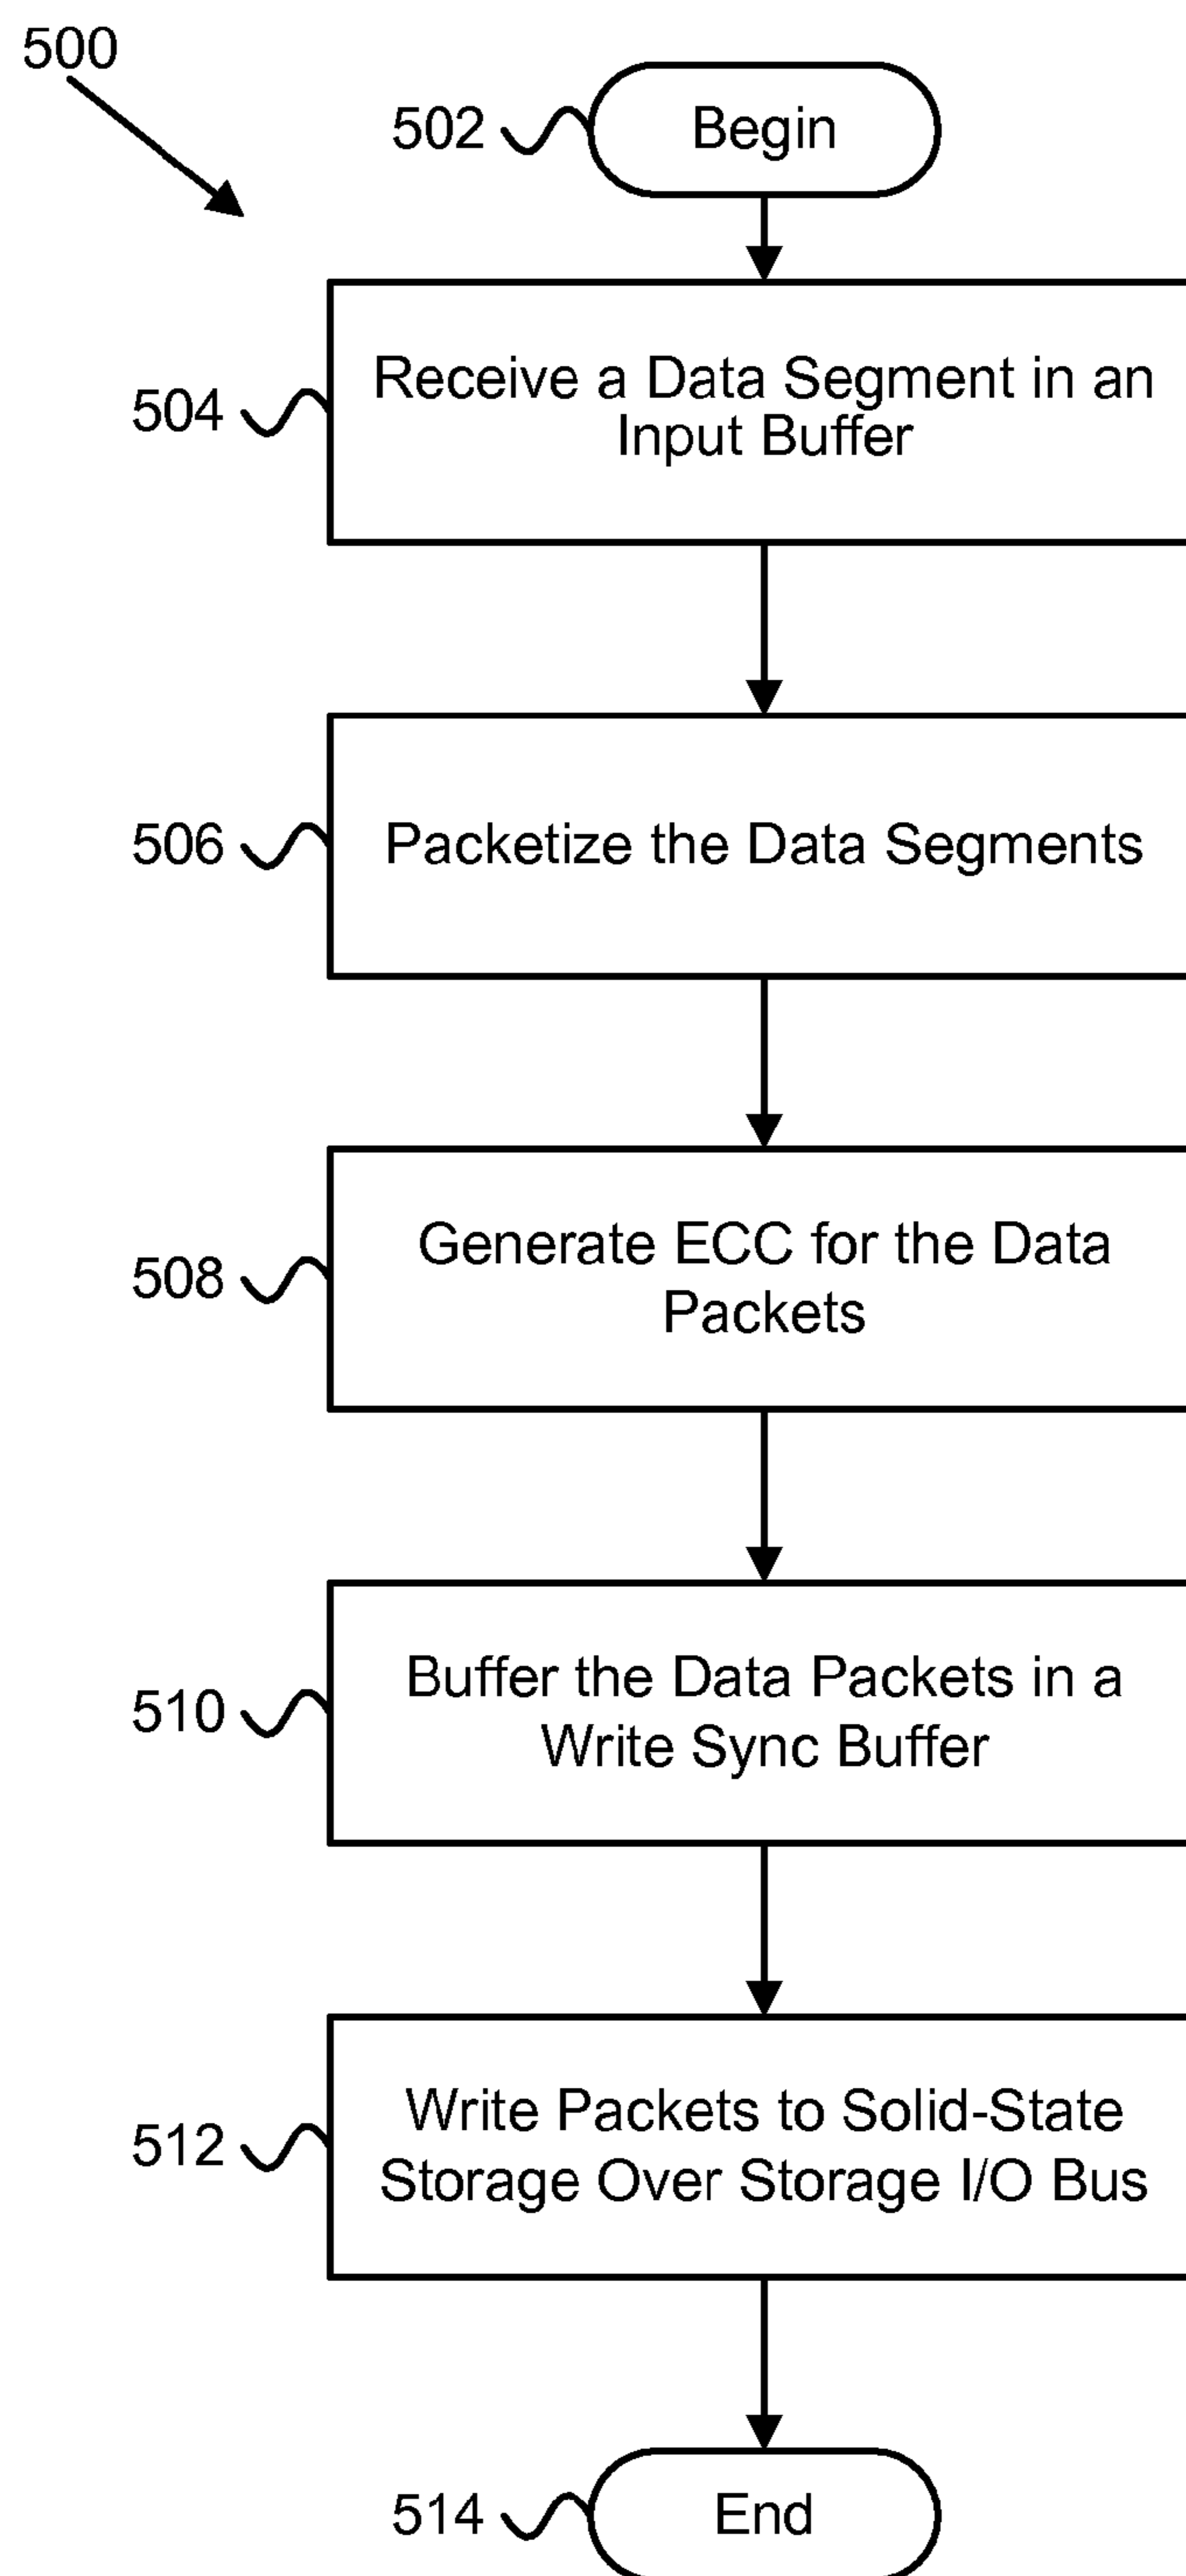 500
502
Begin
504
Receive a Data Segment in an
Input Buffer
506
Packetize the Data Segments
508
Generate ECC for the Data
Packets
510
Buffer the Data Packets in a
Write Sync Buffer
512
Write Packets to Solid-State
Storage Over Storage I/O Bus
514
End